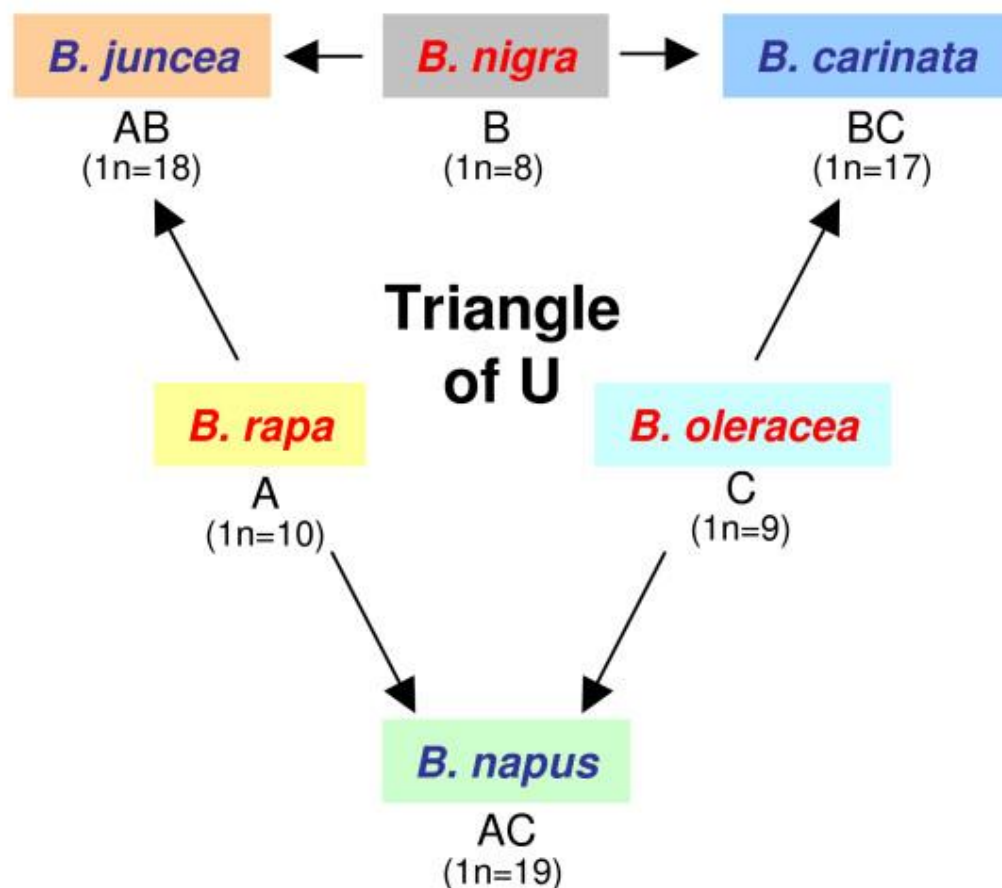 B. juncea
B. nigra
B. carinata
AB
(1n=18)
B
(1n=8)
BC
(1n=17)
Triangle
of U
B. rapa
B. oleracea
A
(1n=10)
C
(1n=9)
B. napus
AC
(1n=19)